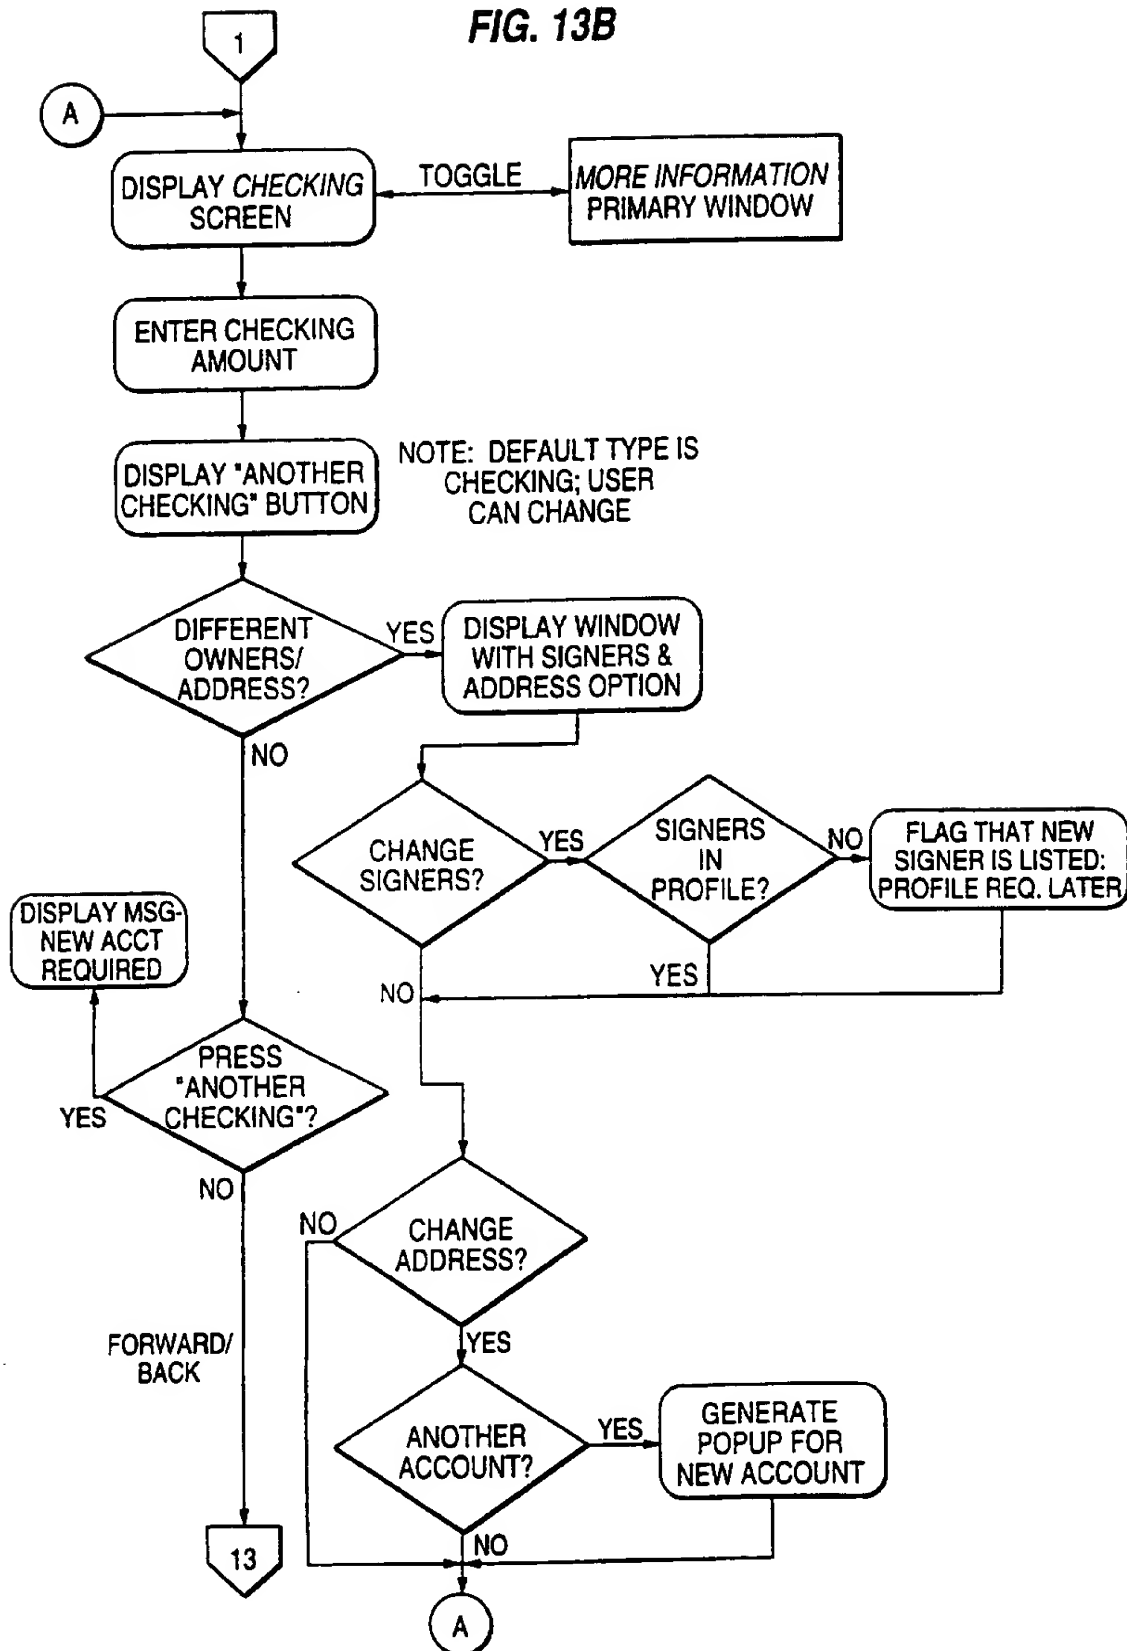 FIG. 13B
1
A
DISPLAY CHECKING
SCREEN
TOGGLE
MORE INFORMATION
PRIMARY WINDOW
ENTER CHECKING
AMOUNT
DISPLAY "ANOTHER
CHECKING" BUTTON
NOTE: DEFAULT TYPE IS
CHECKING; USER
CAN CHANGE
DIFFERENT
OWNERS/
ADDRESS?
YES
DISPLAY WINDOW
WITH SIGNERS &
ADDRESS OPTION
NO
CHANGE
SIGNERS?
YES
SIGNERS
IN
PROFILE?
NO
FLAG THAT NEW
SIGNER IS LISTED:
PROFILE REQ. LATER
YES
NO
DISPLAY MSG-
NEW ACCT
REQUIRED
PRESS
"ANOTHER
CHECKING"?
YES
NO
CHANGE
ADDRESS?
NO
YES
FORWARD/
BACK
ANOTHER
ACCOUNT?
YES
GENERATE
POPUP FOR
NEW ACCOUNT
NO
13
A